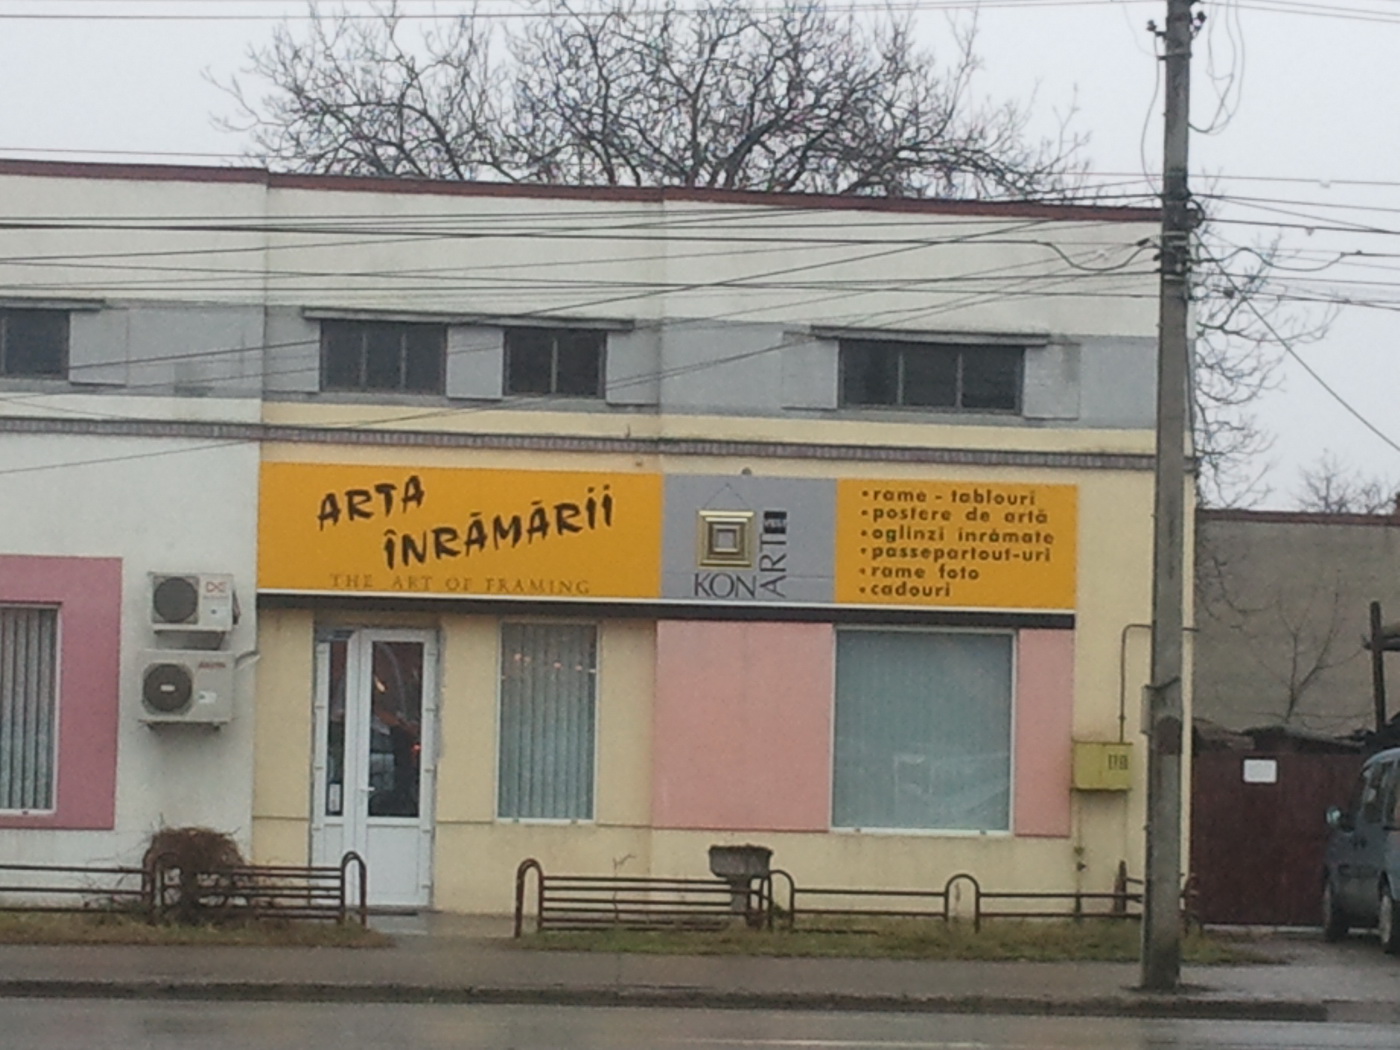 ARTA
ÎNRĂMĂRII
THE ART OF FRAMING
KON
ART
VEST
• rame - tablouri
• postere de artă
• oglinzi înrămate
• passepartout-uri
• rame foto
• cadouri